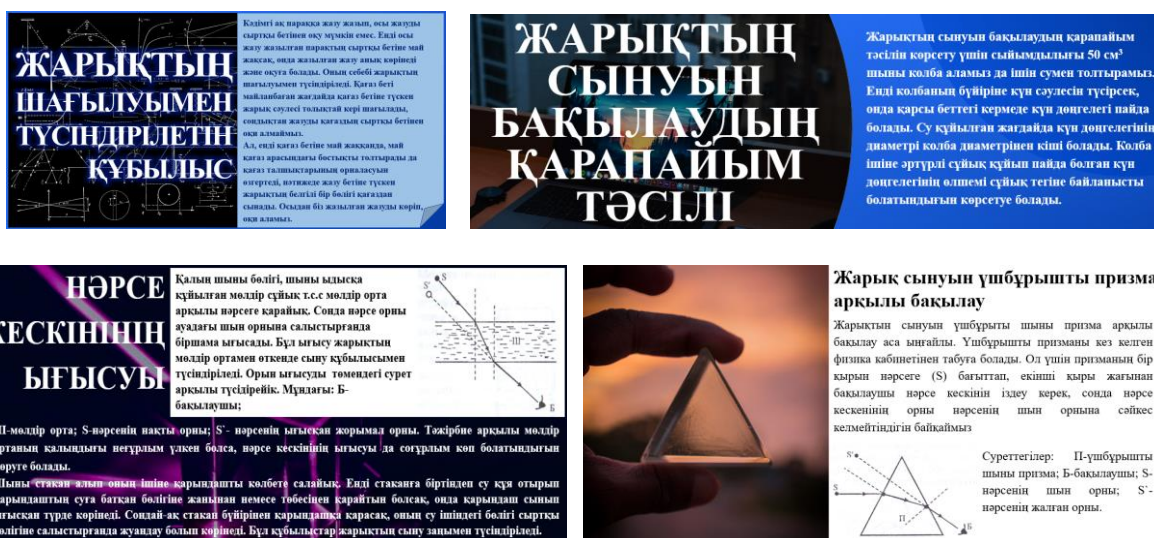 ЖАРЫҚТЫҢ
ШАҒЫЛУЫМЕН
ТҮСІНДІРІЛЕТІН
ҚҰБЫЛЫС
Кәдімгі ақ параққа жазу жазып, осы жазуды
сыртқы бетінен оқу мүмкін емес. Енді осы
жазу жазылған парақтың сыртқы бетіне май
жақсақ, онда жазылған жазу анық көрінеді
және оқуға болады. Оның себебі жарықтың
шағылуымен түсіндіріледі. Қағаз беті
майланбаған жағдайда қағаз бетіне түскен
жарық сәулесі толықтай кері шағылады,
сондықтан жазуды қағаздың сыртқы бетінен
оқи алмаймыз.
Ал, енді қағаз бетіне май жаққанда, май
қағаз арасындағы бостықты толтырады да
қағаз талшықтарының орналасуын
өзгертеді, нәтижеде жазу бетіне түскен
жарықтың белгілі бір бөлігі қағаздан
сынады. Осыдан біз жазылған жазуды көріп,
оқи аламыз.
ЖАРЫҚТЫҢ
СЫНУЫН
БАҚЫЛАУДЫҢ
ҚАРАПАЙЫМ
ТӘСІЛІ
Жарықтың сынуын бақылаудың қарапайым
тәсілін көрсету үшін сыйымдылығы 50 см³
шыны колба аламыз да ішін сумен толтырамыз.
Енді колбаның бүйіріне күн сәулесін түсірсек,
онда қарсы беттегі кермеде күн дөңгелегі пайда
болады. Су құйылған жағдайда күн дөңгелегінің
диаметрі колба диаметрінен кіші болады. Колба
ішіне әртүрлі сұйық құйып пайда болған күн
дөңгелегінің өлшемі сұйық тегіне байланысты
болатындығын көрсетуе болады.
НӘРСЕ
КЕСКІНІНІҢ
ЫҒЫСУЫ
Қалың шыны бөлігі, шыны ыдысқа
құйылған мөлдір сұйық т.с.с мөлдір орта
арқылы нәрсеге қарайық. Сонда нәрсе орны
ауадағы шын орнына салыстырғанда
біршама ығысады. Бұл ығысу жарықтың
мөлдір ортамен өткенде сыну құбылысымен
түсіндіріледі. Орын ығысуды төмендегі сурет
арқылы түсідірейік. Мұндағы: Б-
бақылаушы;
S
S'
Ш
Б
П-мөлдір орта; S-нәрсенің нақты орны; S`- нәрсенің ығысқан жорымал орны. Тәжірбие арқылы мөлдір
ортаның қалыңдығы неғұрлым үлкен болса, нәрсе кескінінің ығысуы да соғұрлым көп болатындығын
көруге болады.
Шыны стакан алып оның ішіне қарындашты көлбете салайық. Енді стаканға біртіндеп су құя отырып
қарындаштың суға батқан бөлігіне жанынан немесе төбесінен қарайтын болсақ, онда қарындаш сынып
ығысқан түрде көрінеді. Сондай-ақ стакан бүйірінен қарындашқа қарасақ, оның су ішіндегі бөлігі сыртқы
бөлігіне салыстырғанда жуандау болып көрінеді. Бұл құбылыстар жарықтың сыну заңымен түсіндіріледі.
Жарық сынуын үшбұрышты призма
арқылы бақылау
Жарықтын сынуын үшбұрыты шыны призма арқылы
бақылау аса ыңғайлы. Үшбұрышты призманы кез келген
физика кабинетінен табуға болады. Ол үшін призманың бір
қырын нәрсеге (S) бағыттап, екінші қыры жағынан
бақылаушы нәрсе кескінін іздеу керек, сонда нәрсе
кескенінің орны нәрсенің шын орнына сәйкес
келмейтіндігін байқаймыз
S'
S
П
Б
Суреттегілер: П-үшбұрышты
шыны призма; Б-бақылаушы; S-
нәрсенің шын орны; S`-
нәрсенің жалған орны.